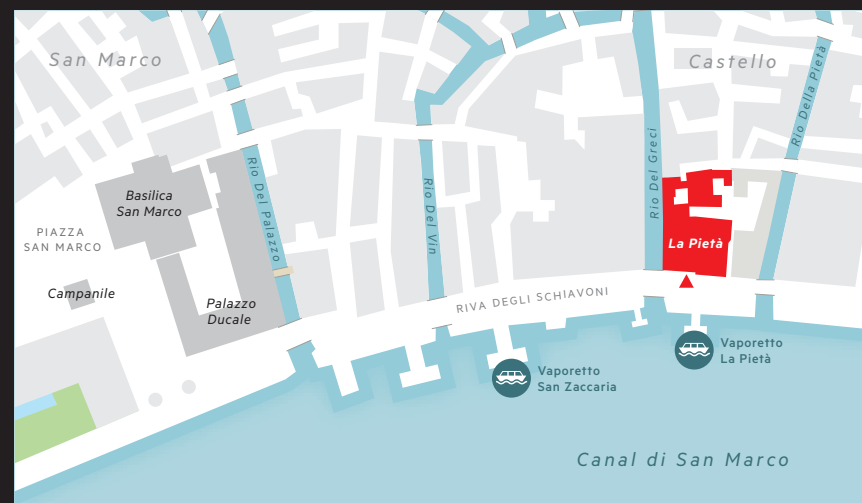 San Marco
Castello
Rio Della Pietà
Rio Del Greci
Rio Del Palazzo
Rio Del Vin
Basilica
San Marco
PIAZZA
SAN MARCO
La Pietà
Campanile
Palazzo
Ducale
RIVA DEGLI SCHIAVONI
Vaporetto
La Pietà
Vaporetto
San Zaccaria
Canal di San Marco